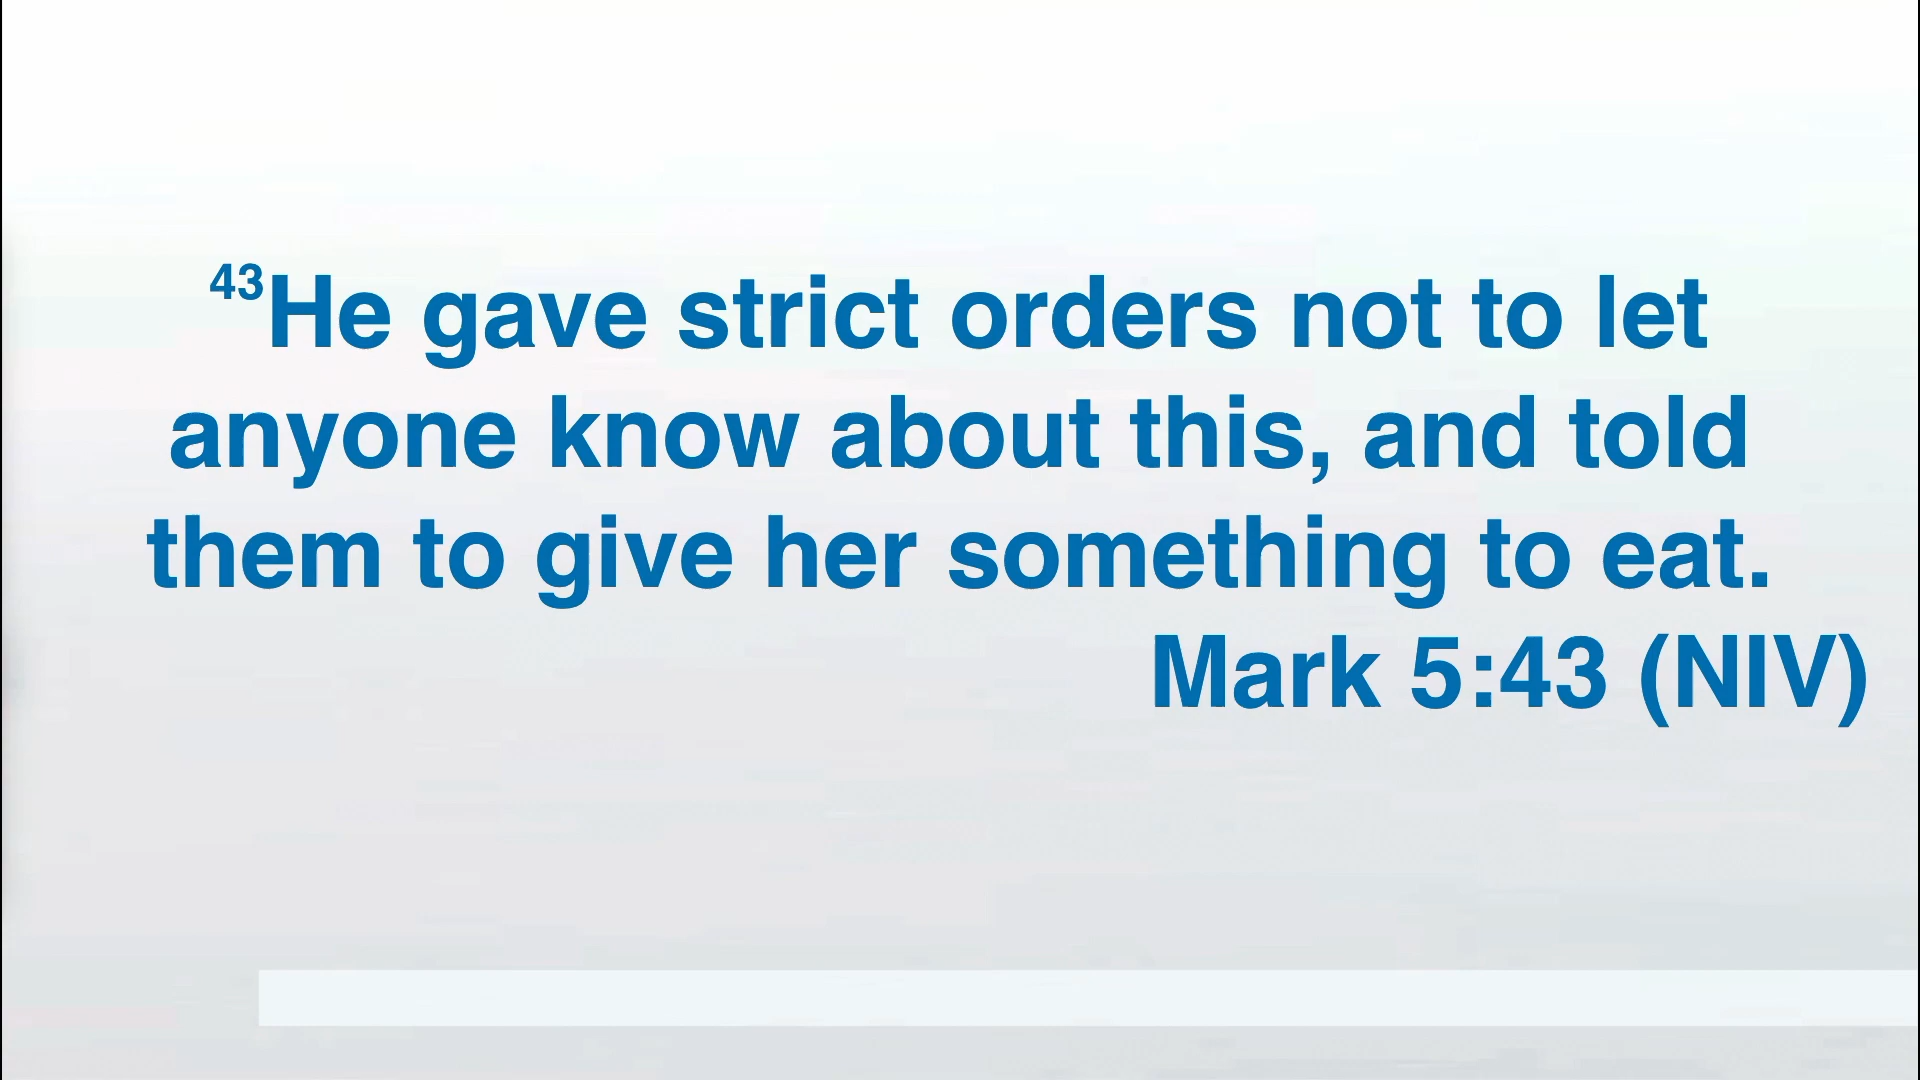 43He gave strict orders not to let
anyone know about this, and told
them to give her something to eat.
Mark 5:43 (NIV)